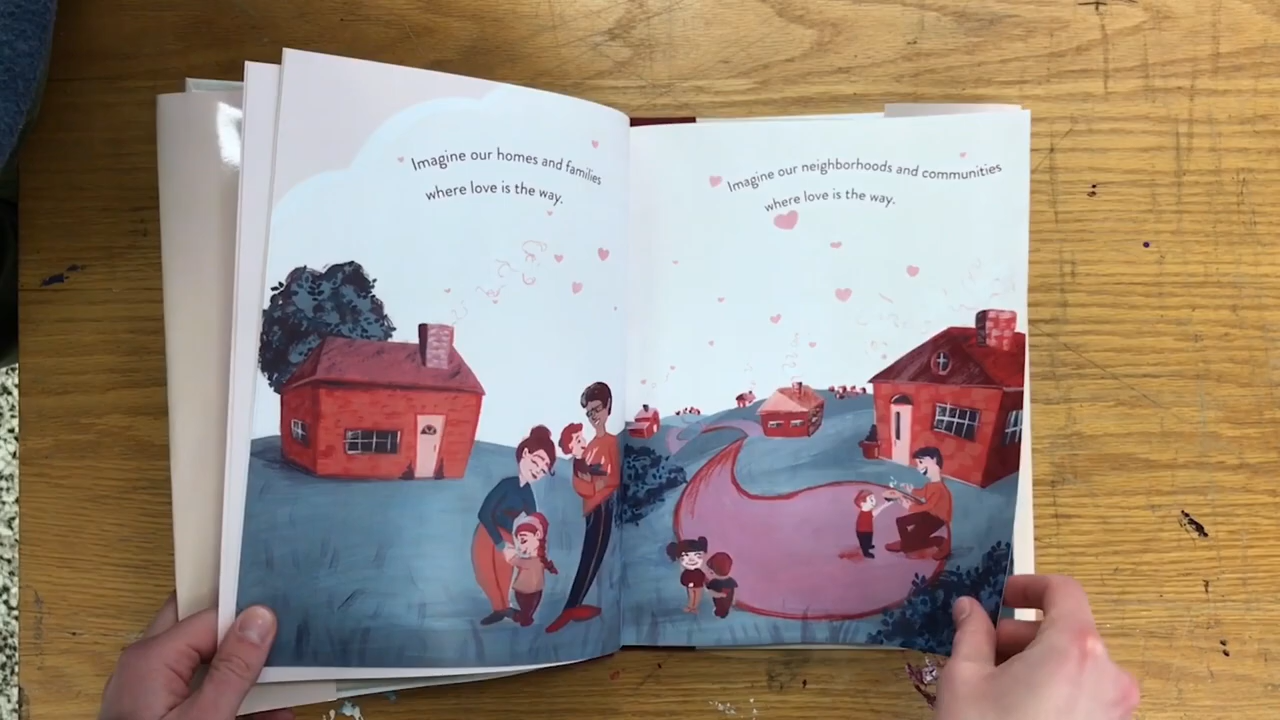 Imagine our homes and families
where love is the way.
Imagine our neighborhoods and communities
where love is the way.